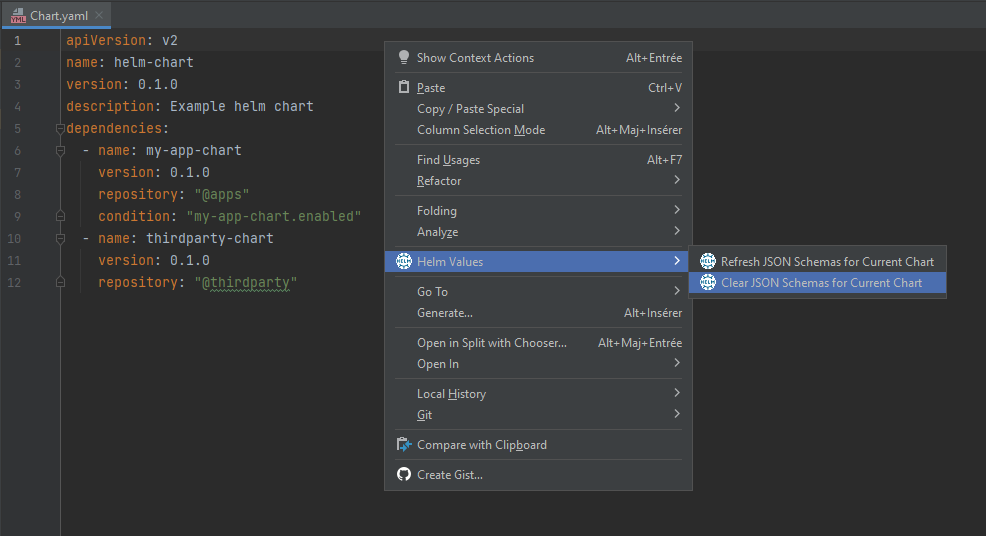 Chart.yaml
1 apiVersion: v2
2 name: helm-chart
3 version: 0.1.0
4 description: Example helm chart
5 dependencies:
6 - name: my-app-chart
7 version: 0.1.0
8 repository: "@apps"
9 condition: "my-app-chart.enabled"
10 - name: thirdparty-chart
11 version: 0.1.0
12 repository: "@thirdparty"
Show Context Actions Alt+Entrée
Paste Ctrl+V
Copy / Paste Special
Column Selection Mode Alt+Maj+Insérer
Find Usages Alt+F7
Refactor
Folding
Analyze
Helm Values
Go To
Generate... Alt+Insérer
Open in Split with Chooser... Alt+Maj+Entrée
Open In
Local History
Git
Compare with Clipboard
Create Gist...
HELM Refresh JSON Schemas for Current Chart
HELM Clear JSON Schemas for Current Chart